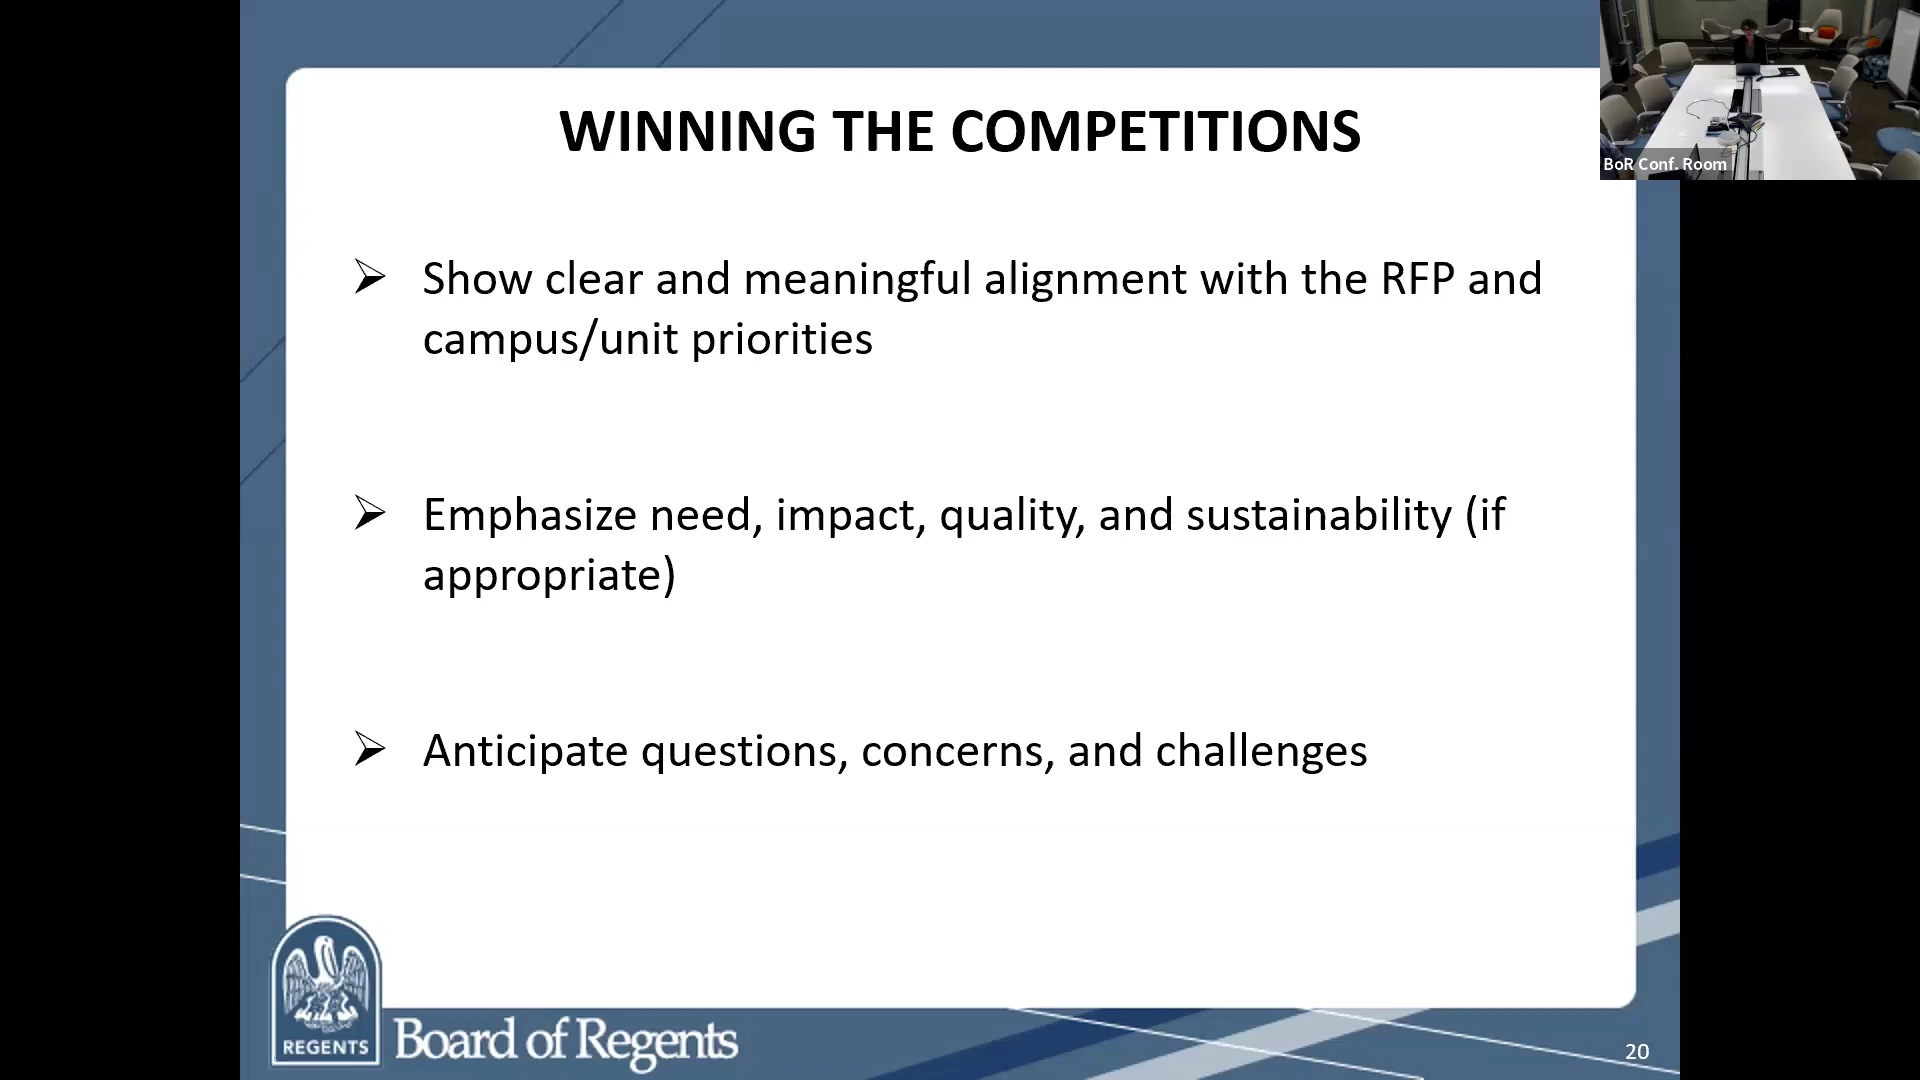 WINNING THE COMPETITIONS
BoR Conf. Room
Show clear and meaningful alignment with the RFP and
campus/unit priorities
Emphasize need, impact, quality, and sustainability (if
appropriate)
Anticipate questions, concerns, and challenges
REGENTS
Board of Regents
20